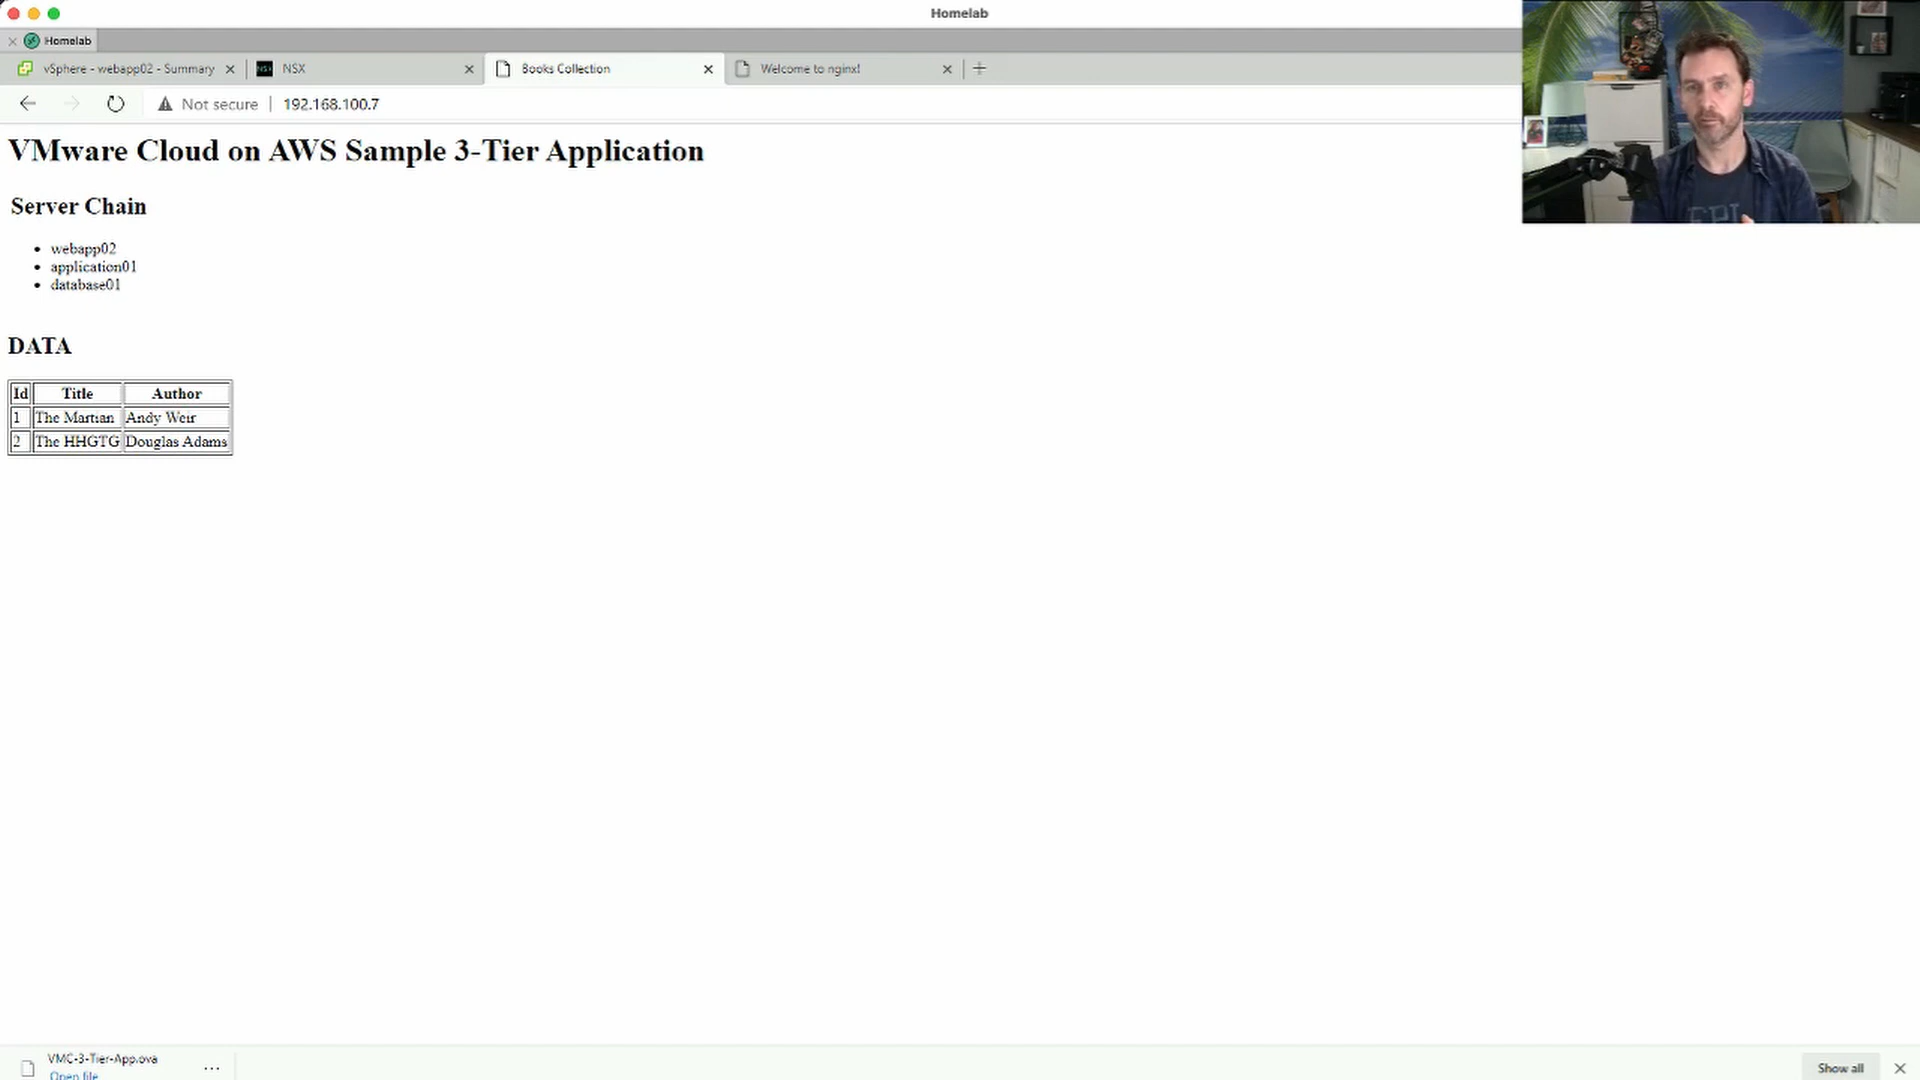 Homelab
Homelab
vSphere - webapp02 - Summary
NSX
NSX
Books Collection
Welcome to nginx!
Not secure
192.168.100.7
VMware Cloud on AWS Sample 3-Tier Application
Server Chain
webapp02
application01
database01
DATA
Id Title Author
1 The Martian Andy Weir
2 The HHGTG Douglas Adams
VMC-3-Tier-App.ova
Open file
Show all